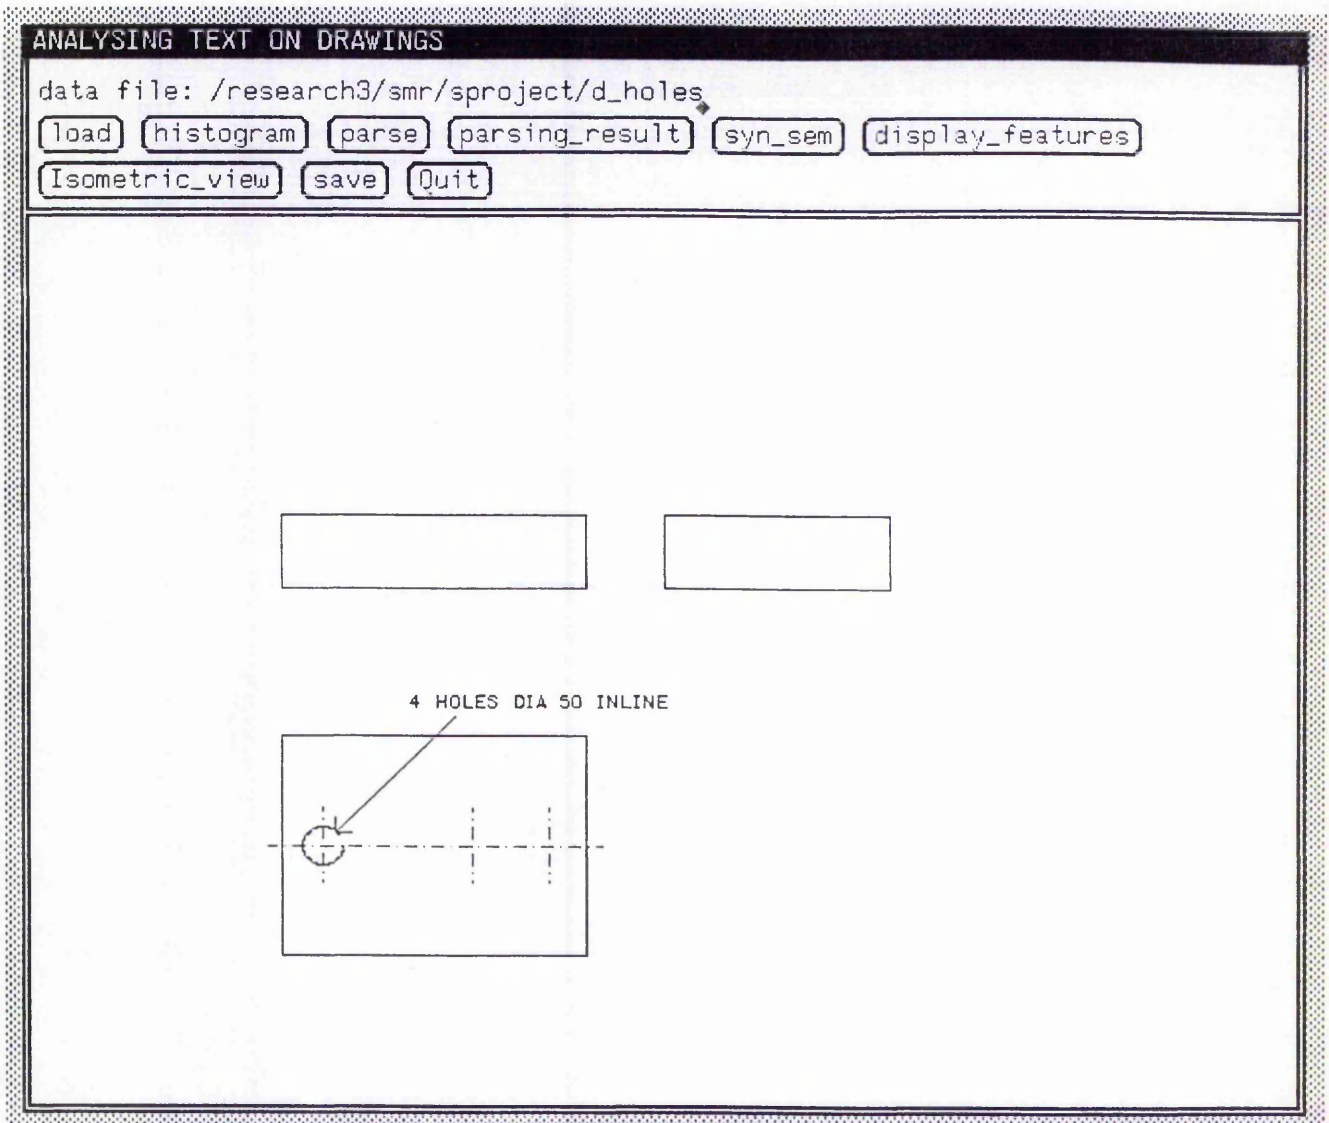 ANALYSING TEXT ON DRAWINGS
data file: /research3/smr/sproject/d_holes
load histogram parse parsing_result syn_sem display_features
Isometric_view save Quit
4 HOLES DIA 50 INLINE